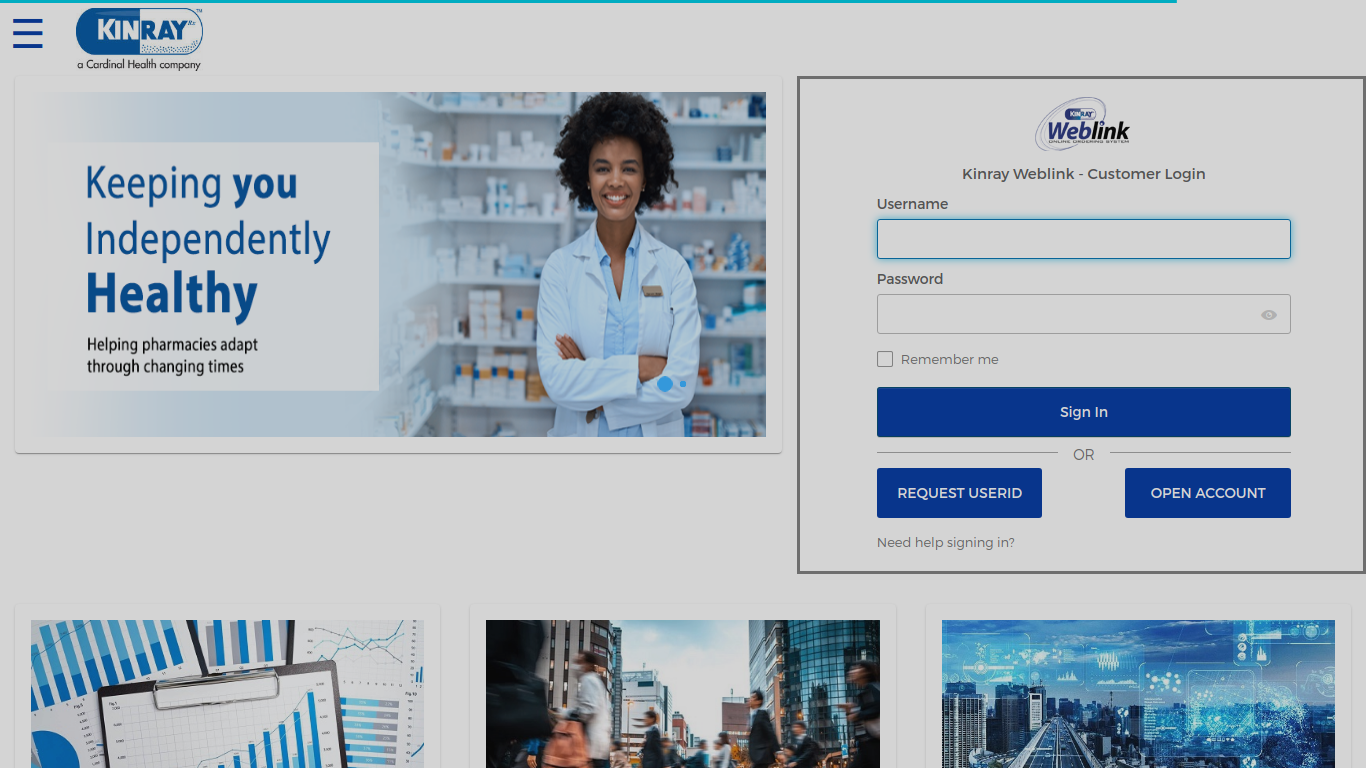 KINRAY Rx ™
a Cardinal Health company
Keeping you
Independently
Healthy
Helping pharmacies adapt
through changing times
KINRAY
Weblink
ONLINE ORDERING SYSTEM
Kinray Weblink - Customer Login
Username
Password
Remember me
Sign In
OR
REQUEST USERID
OPEN ACCOUNT
Need help signing in?